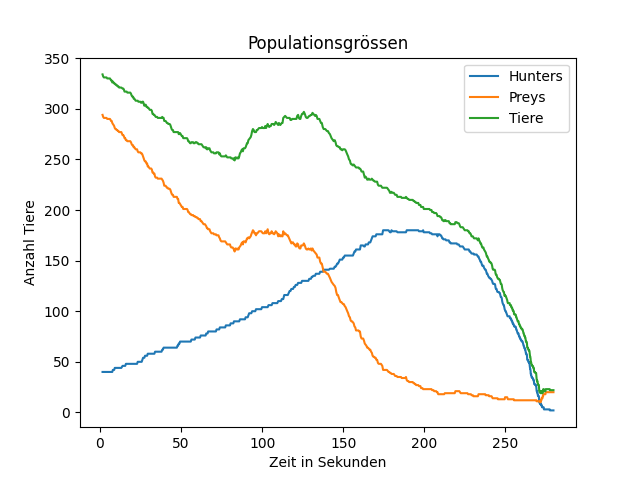 Populationsgrössen
350
300
250
200
150
100
50
0
Anzahl Tiere
Hunters
Preys
Tiere
0 50 100 150 200 250
Zeit in Sekunden